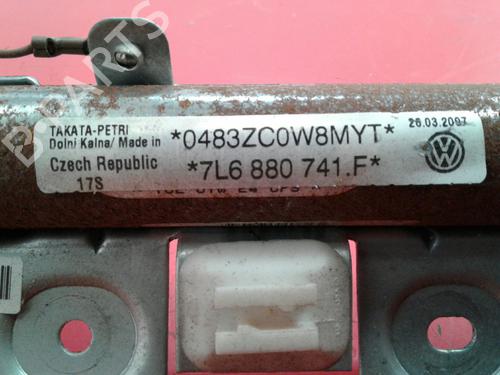 TAKATA-PETRI
Dolni Kalna/Made in
Czech Republic
17S
*0483ZC0W8MYT*
*7L6 880 741.F*
26.03.2007
PARTS